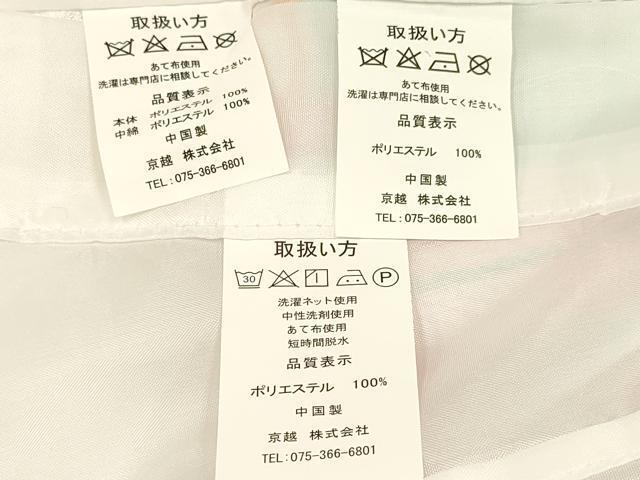 取扱い方
あて布使用
洗濯は専門店に相談してください。
品質表示
本体 ポリエステル 100%
中綿 ポリエステル 100%
中国製
京越 株式会社
TEL:075-366-6801
取扱い方
あて布使用
洗濯は専門店に相談してください。
品質表示
ポリエステル 100%
中国製
京越 株式会社
TEL:075-366-6801
取扱い方
30 P
洗濯ネット使用
中性洗剤使用
あて布使用
短時間脱水
品質表示
ポリエステル 100%
中国製
京越 株式会社
TEL:075-366-6801